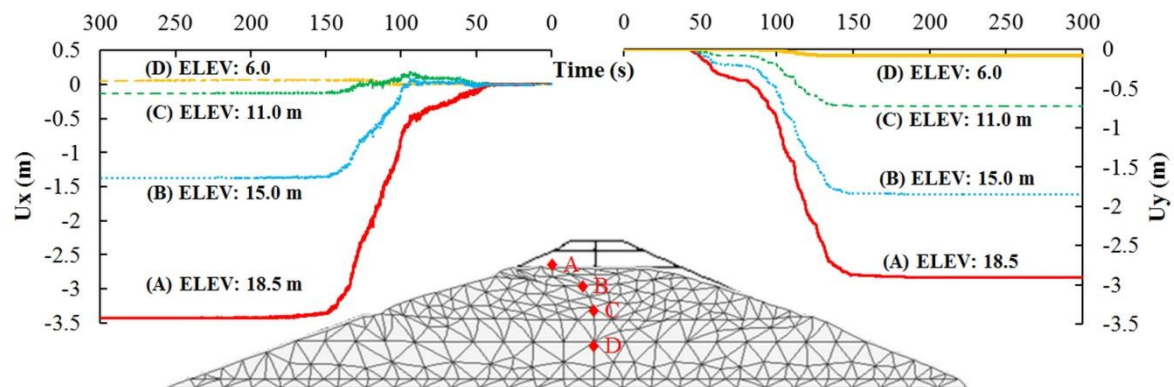 300 250 200 150 100 50 0
0 50 100 150 200 250 300
Time (s)
Ux (m)
0.5
0
-0.5
-1
-1.5
-2
-2.5
-3
-3.5
(D) ELEV: 6.0
(C) ELEV: 11.0 m
(B) ELEV: 15.0 m
(A) ELEV: 18.5 m
(D) ELEV: 6.0
(C) ELEV: 11.0 m
(B) ELEV: 15.0 m
(A) ELEV: 18.5
0
-0.5
-1
-1.5
-2
-2.5
-3
-3.5
Uy (m)
A
B
C
D